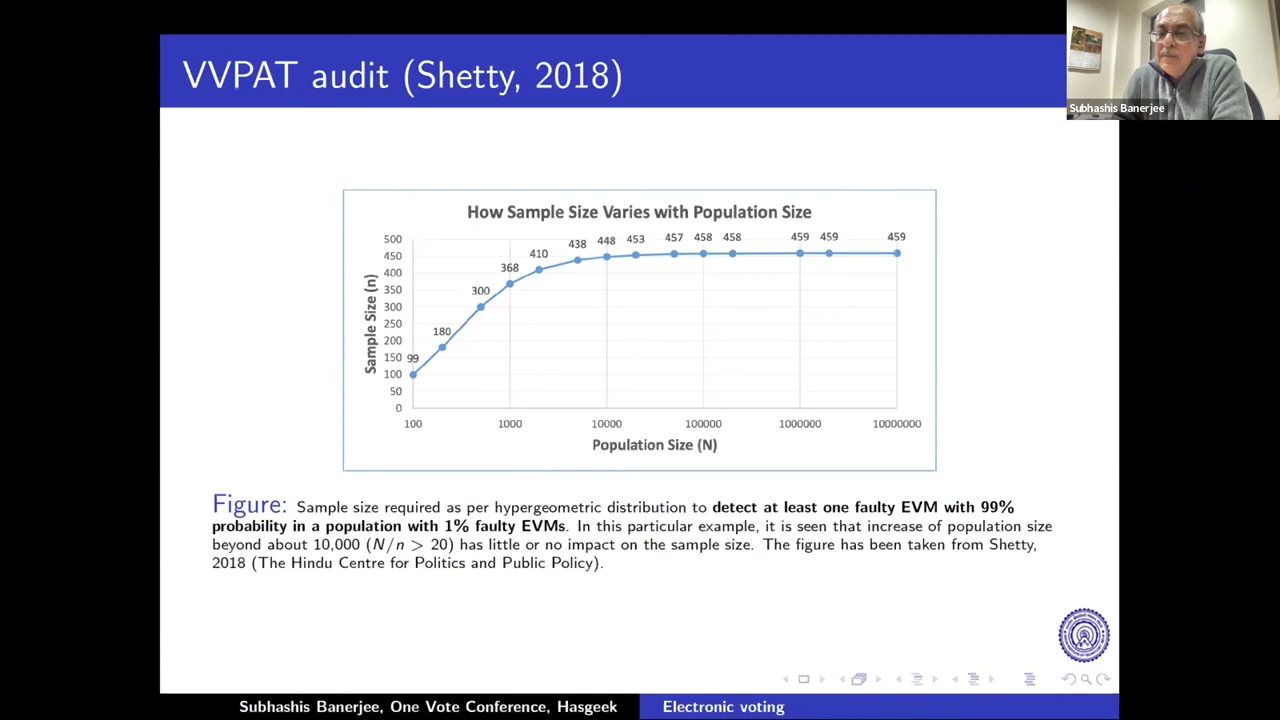 VVPAT audit (Shetty, 2018)
Subhashis Banerjee
How Sample Size Varies with Population Size
Sample Size (n)
500
450
400
350
300
250
200
150
100
50
0
99
180
300
368
410
438
448
453
457
458
458
459
459
459
100
1000
10000
100000
1000000
10000000
Population Size (N)
Figure: Sample size required as per hypergeometric distribution to detect at least one faulty EVM with 99%
probability in a population with 1% faulty EVMs. In this particular example, it is seen that increase of population size
beyond about 10,000 (N/n > 20) has little or no impact on the sample size. The figure has been taken from Shetty,
2018 (The Hindu Centre for Politics and Public Policy).
Subhashis Banerjee, One Vote Conference, Hasgeek
Electronic voting